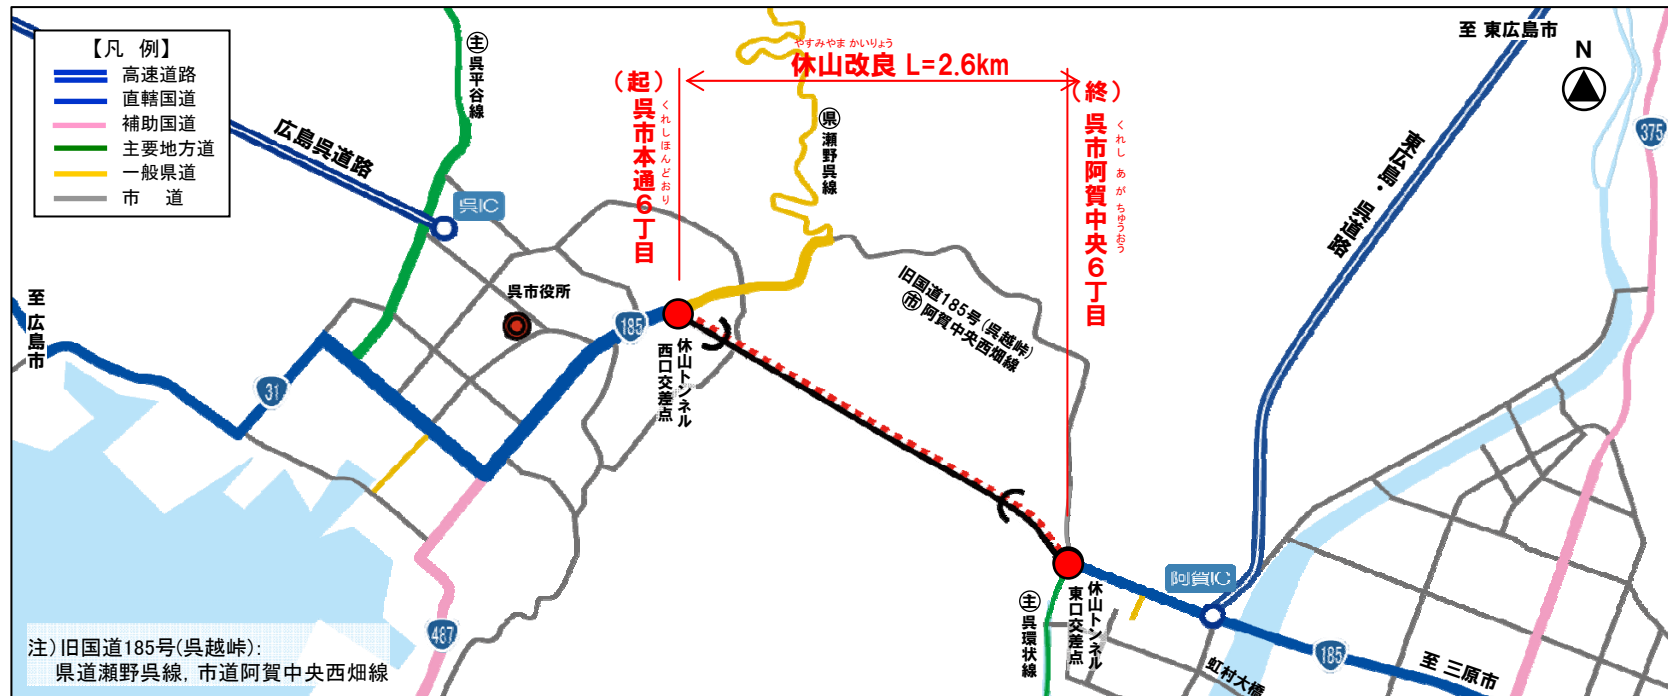 【凡 例】
高速道路
直轄国道
補助国道
主要地方道
一般県道
市 道
主 呉平谷線
広島呉道路
呉IC
やすみやま かいりょう
休山改良 L=2.6km
(起)
呉市本通6丁目
くれしほんどおり
(終)
呉市阿賀中央6丁目
くれし あ が ちゅうおう
県 瀬野呉線
至 東広島市
N
375
東広島・呉道路
至 広島市
呉市役所
185
31
休山トンネル
西口交差点
旧国道185号(呉越峠)
市 阿賀中央西畑線
487
阿賀IC
休山トンネル
東口交差点
主 呉環状線
虹村大橋
185
至 三原市
注)旧国道185号(呉越峠):
県道瀬野呉線, 市道阿賀中央西畑線